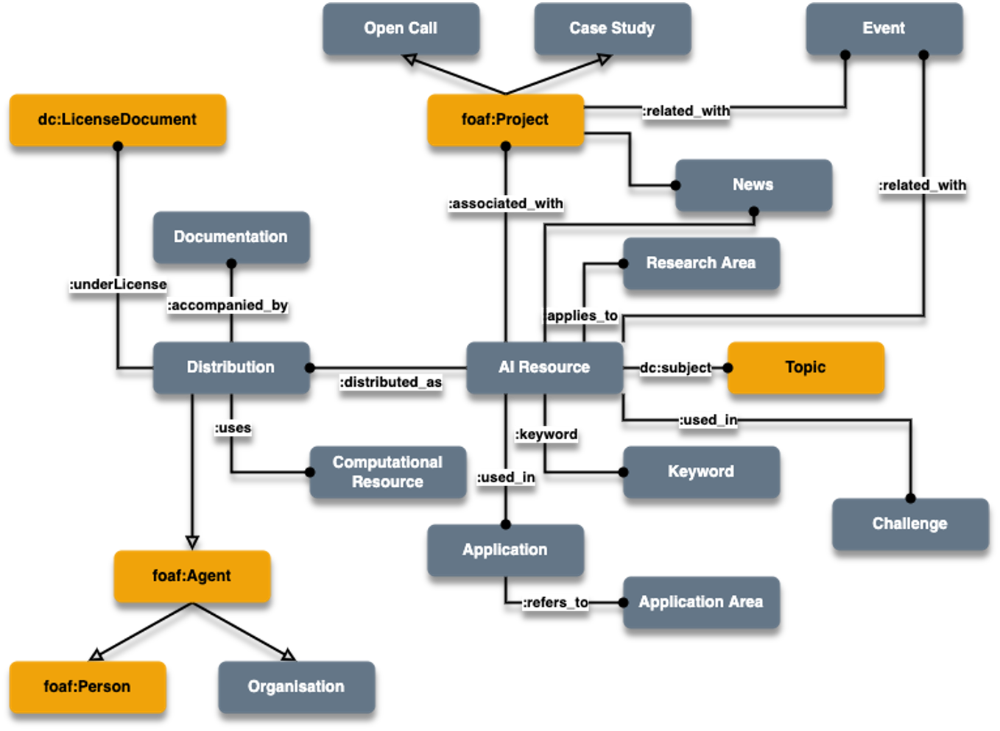 Open Call
Case Study
Event
dc:LicenseDocument
foaf:Project
:related_with
News
:related_with
:associated_with
Documentation
Research Area
:underLicense
:accompanied_by
:applies_to
Distribution
AI Resource
dc:subject
Topic
:distributed_as
:uses
:used_in
:keyword
Computational
Resource
:used_in
Keyword
Challenge
Application
foaf:Agent
:refers_to
Application Area
foaf:Person
Organisation